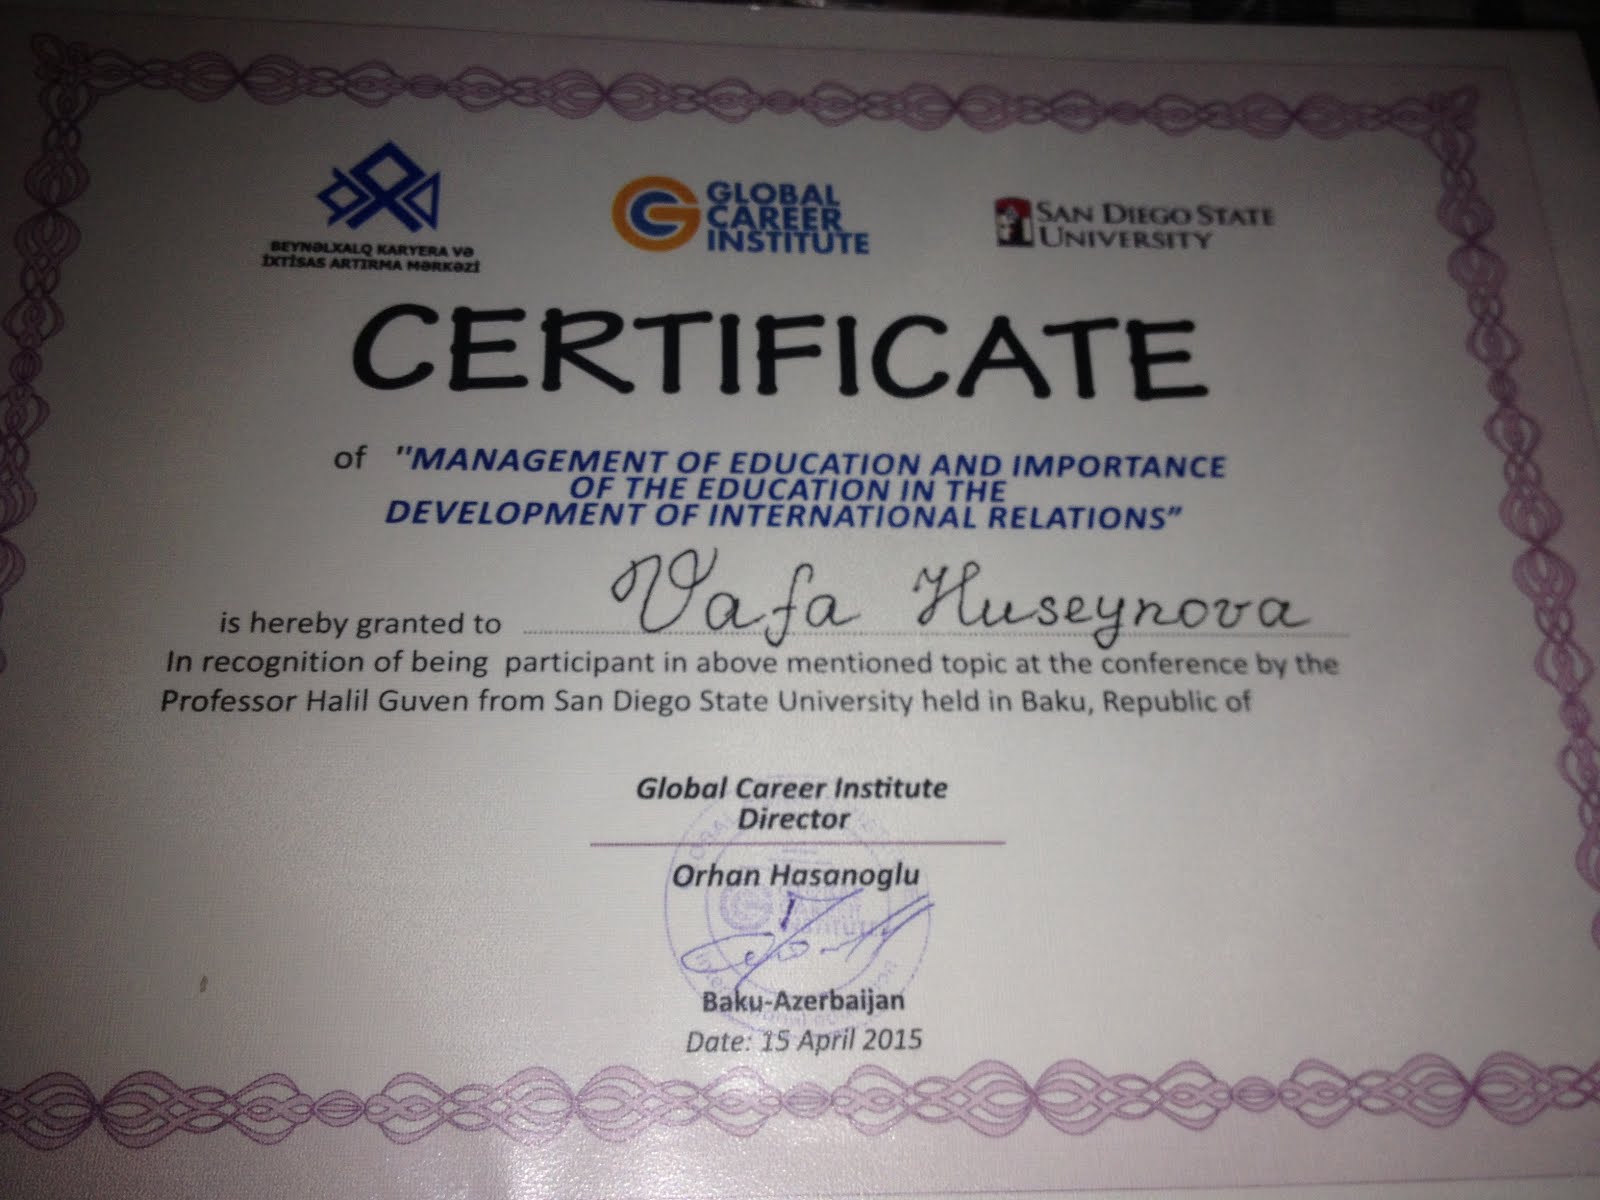 BEYNƏLXALQ KARYERA VƏ
İXTİSAS ARTIRMA MƏRKƏZİ
GLOBAL
CAREER
INSTITUTE
SAN DIEGO STATE
UNIVERSITY
CERTIFICATE
of "MANAGEMENT OF EDUCATION AND IMPORTANCE
OF THE EDUCATION IN THE
DEVELOPMENT OF INTERNATIONAL RELATIONS"
is hereby granted to Vafa Huseynova
In recognition of being participant in above mentioned topic at the conference by the
Professor Halil Guven from San Diego State University held in Baku, Republic of
Global Career Institute
Director
Orhan Hasanoglu
Baku-Azerbaijan
Date: 15 April 2015